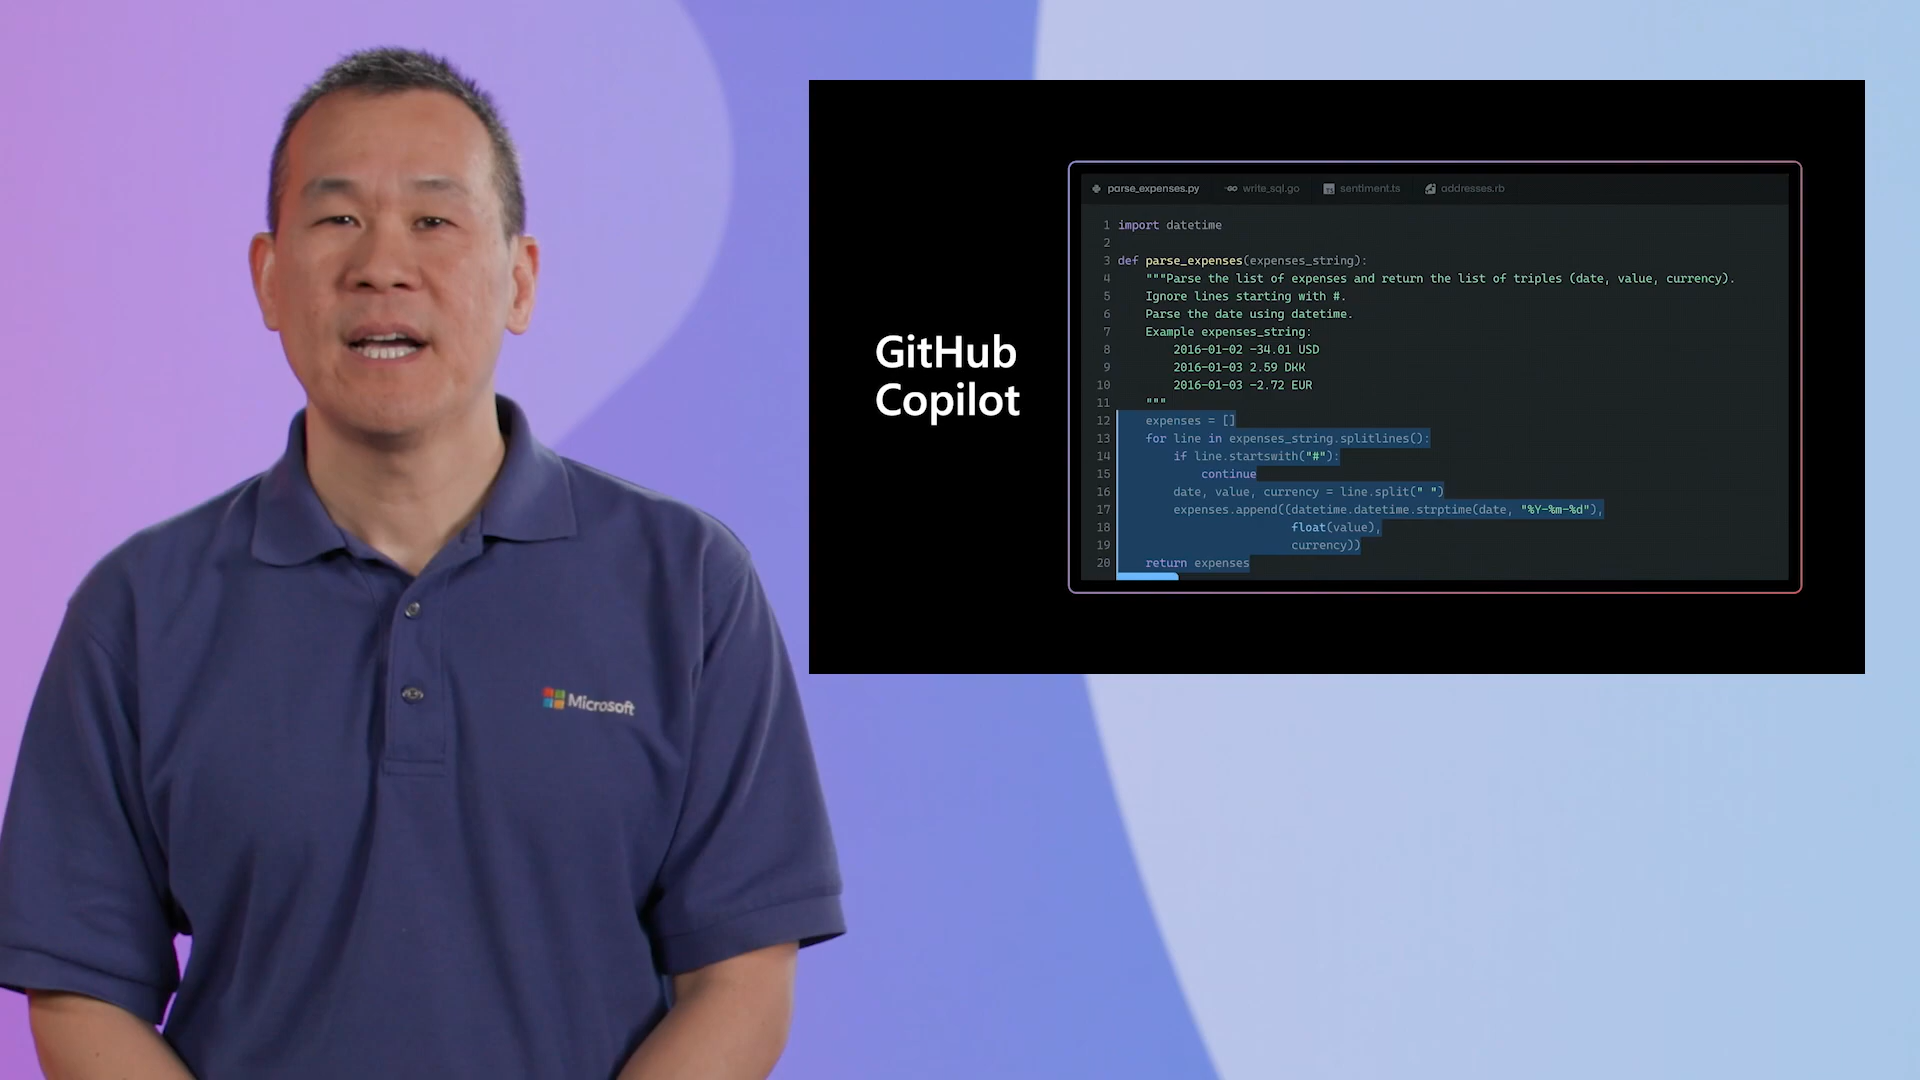 GitHub
Copilot
parse_expenses.py write_sql.go sentiment.ts addresses.rb
1 import datetime
2
3 def parse_expenses(expenses_string):
4 """Parse the list of expenses and return the list of triples (date, value, currency).
5 Ignore lines starting with #.
6 Parse the date using datetime.
7 Example expenses_string:
8 2016-01-02 -34.01 USD
9 2016-01-03 2.59 DKK
10 2016-01-03 -2.72 EUR
11 """
12 expenses = []
13 for line in expenses_string.splitlines():
14 if line.startswith("#"):
15 continue
16 date, value, currency = line.split(" ")
17 expenses.append((datetime.datetime.strptime(date, "%Y-%m-%d"),
18 float(value),
19 currency))
20 return expenses
Microsoft